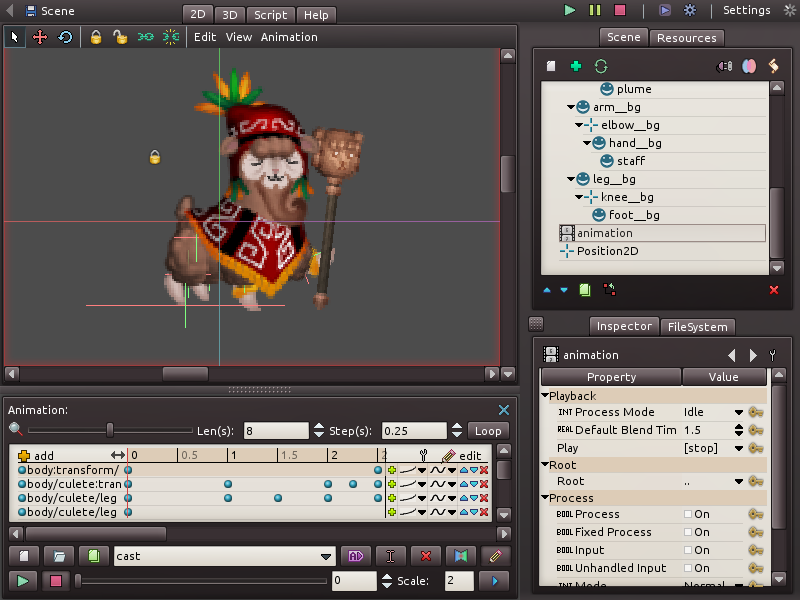 Scene
2D 3D Script Help
Settings
Edit View Animation
Scene Resources
plume
arm__bg
elbow__bg
hand__bg
staff
leg__bg
knee__bg
foot__bg
animation
Position2D
Inspector FileSystem
animation
Property Value
Playback
INT Process Mode Idle
REAL Default Blend Tim 1.5
Play [stop]
Root
Root ..
Process
BOOL Process On
BOOL Fixed Process On
BOOL Input On
BOOL Unhandled Input On
INT Mode Normal
Animation:
Len(s): 8 Step(s): 0.25 Loop
add 0 0.5 1 1.5 2 2 edit
body:transform/
body/culete:tran
body/culete/leg
body/culete/leg
cast
0 Scale: 2